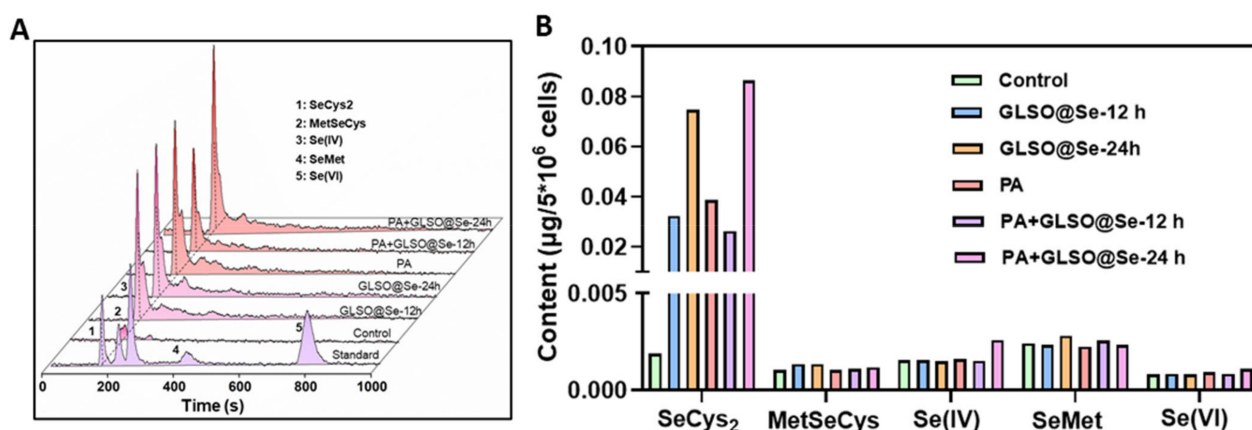 A
1: SeCys2
2: MetSeCys
3: Se(IV)
4: SeMet
5: Se(VI)
PA+GLSO@Se-24h
PA+GLSO@Se-12h
PA
GLSO@Se-24h
GLSO@Se-12h
Control
Standard
1
2
3
4
5
0 200 400 600 800 1000
Time (s)
B
Content (µg/5*10⁶ cells)
0.10
0.08
0.06
0.04
0.02
0.005
0.000
Control
GLSO@Se-12 h
GLSO@Se-24h
PA
PA+GLSO@Se-12 h
PA+GLSO@Se-24 h
SeCys₂ MetSeCys Se(IV) SeMet Se(VI)